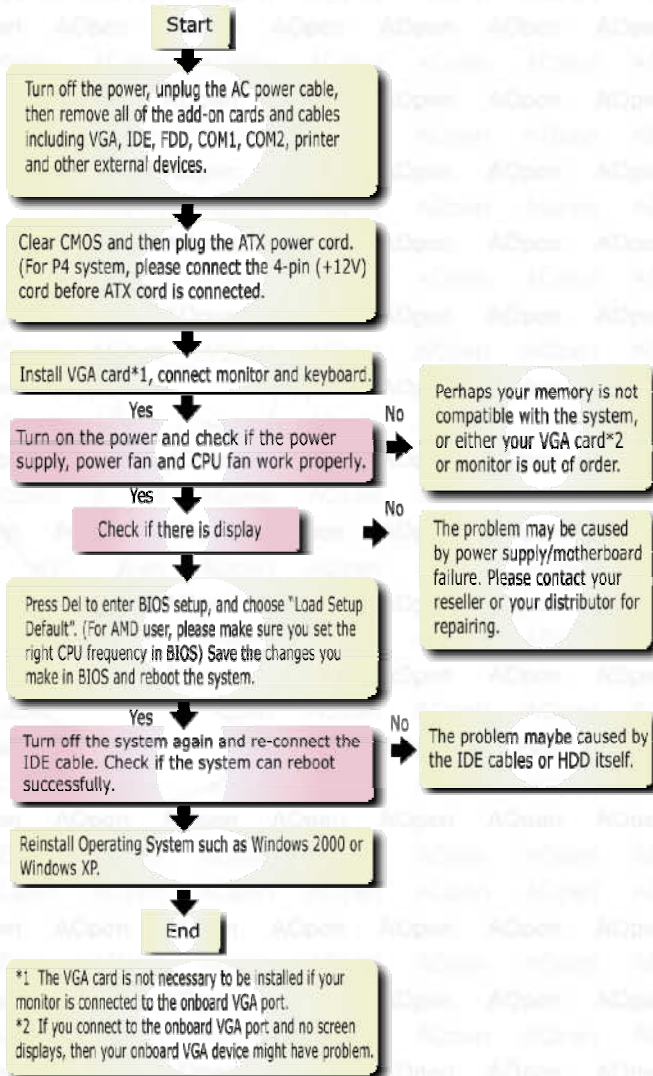 Start
Turn off the power, unplug the AC power cable,
then remove all of the add-on cards and cables
including VGA, IDE, FDD, COM1, COM2, printer
and other external devices.
Clear CMOS and then plug the ATX power cord.
(For P4 system, please connect the 4-pin (+12V)
cord before ATX cord is connected.
Install VGA card*1, connect monitor and keyboard.
Yes
No
Turn on the power and check if the power
supply, power fan and CPU fan work properly.
Perhaps your memory is not
compatible with the system,
or either your VGA card*2
or monitor is out of order.
Yes
No
Check if there is display
The problem may be caused
by power supply/motherboard
failure. Please contact your
reseller or your distributor for
repairing.
Press Del to enter BIOS setup, and choose "Load Setup
Default". (For AMD user, please make sure you set the
right CPU frequency in BIOS) Save the changes you
make in BIOS and reboot the system.
Yes
No
Turn off the system again and re-connect the
IDE cable. Check if the system can reboot
successfully.
The problem maybe caused by
the IDE cables or HDD itself.
Reinstall Operating System such as Windows 2000 or
Windows XP.
End
*1 The VGA card is not necessary to be installed if your
monitor is connected to the onboard VGA port.
*2 If you connect to the onboard VGA port and no screen
displays, then your onboard VGA device might have problem.